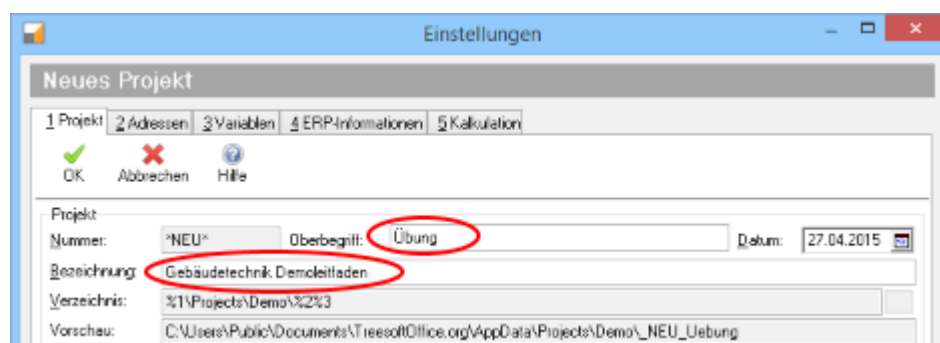 Einstellungen
Neues Projekt
1 Projekt 2 Adressen 3 Variablen 4 ERP-Informationen 5 Kalkulation
OK Abbrechen Hilfe
Projekt
Nummer: *NEU* Oberbegriff: Übung Datum: 27.04.2015
Bezeichnung: Gebäudetechnik Demoleitfaden
Verzeichnis: %1\Projects\Demo\%2%3
Vorschau: C:\Users\Public\Documents\TreesoftOffice.org\AppData\Projects\Demo\_NEU_Uebung